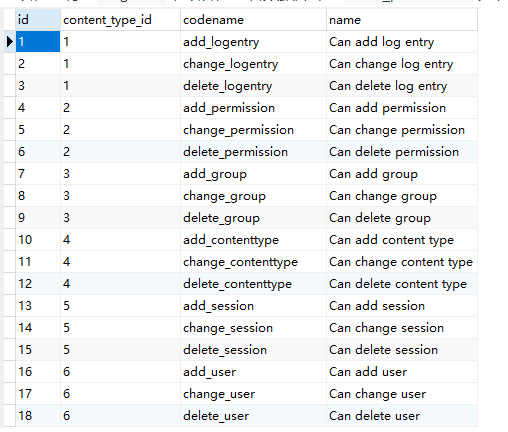 id content_type_id codename name
1 1 add_logentry Can add log entry
2 1 change_logentry Can change log entry
3 1 delete_logentry Can delete log entry
4 2 add_permission Can add permission
5 2 change_permission Can change permission
6 2 delete_permission Can delete permission
7 3 add_group Can add group
8 3 change_group Can change group
9 3 delete_group Can delete group
10 4 add_contenttype Can add content type
11 4 change_contenttype Can change content type
12 4 delete_contenttype Can delete content type
13 5 add_session Can add session
14 5 change_session Can change session
15 5 delete_session Can delete session
16 6 add_user Can add user
17 6 change_user Can change user
18 6 delete_user Can delete user